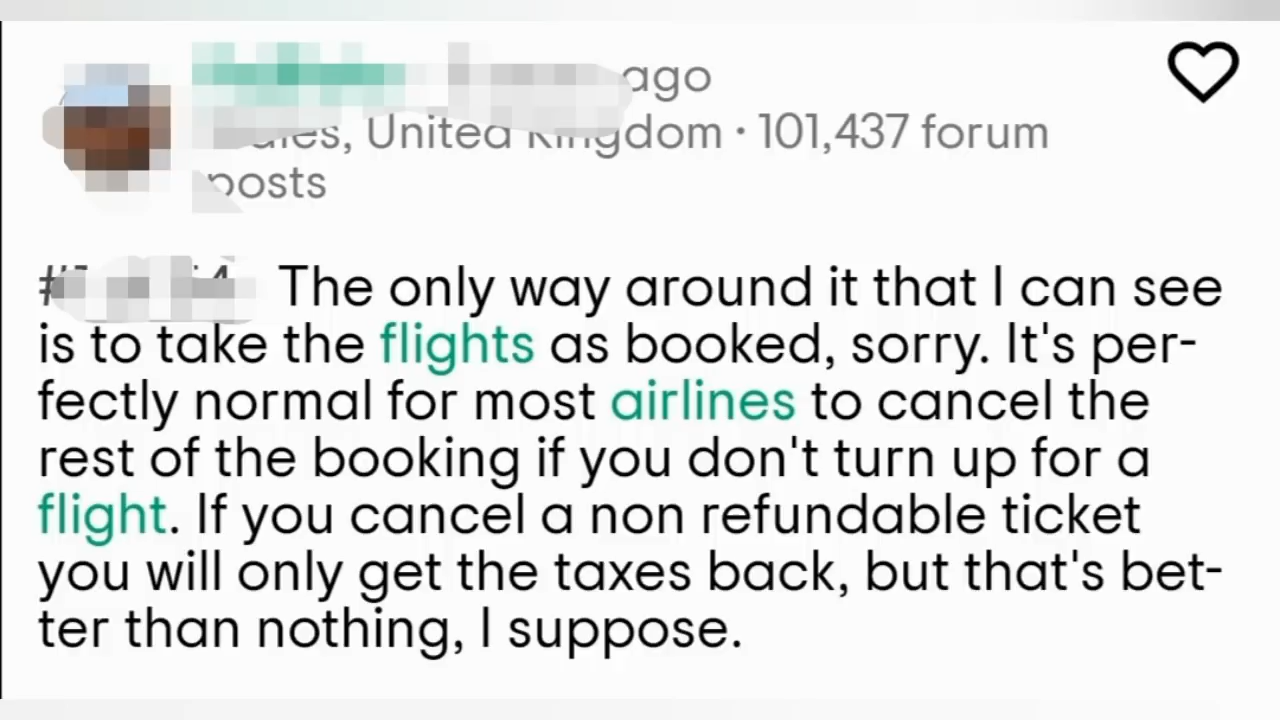 ago
United Kingdom · 101,437 forum
posts
The only way around it that I can see
is to take the flights as booked, sorry. It's per-
fectly normal for most airlines to cancel the
rest of the booking if you don't turn up for a
flight. If you cancel a non refundable ticket
you will only get the taxes back, but that's bet-
ter than nothing, I suppose.